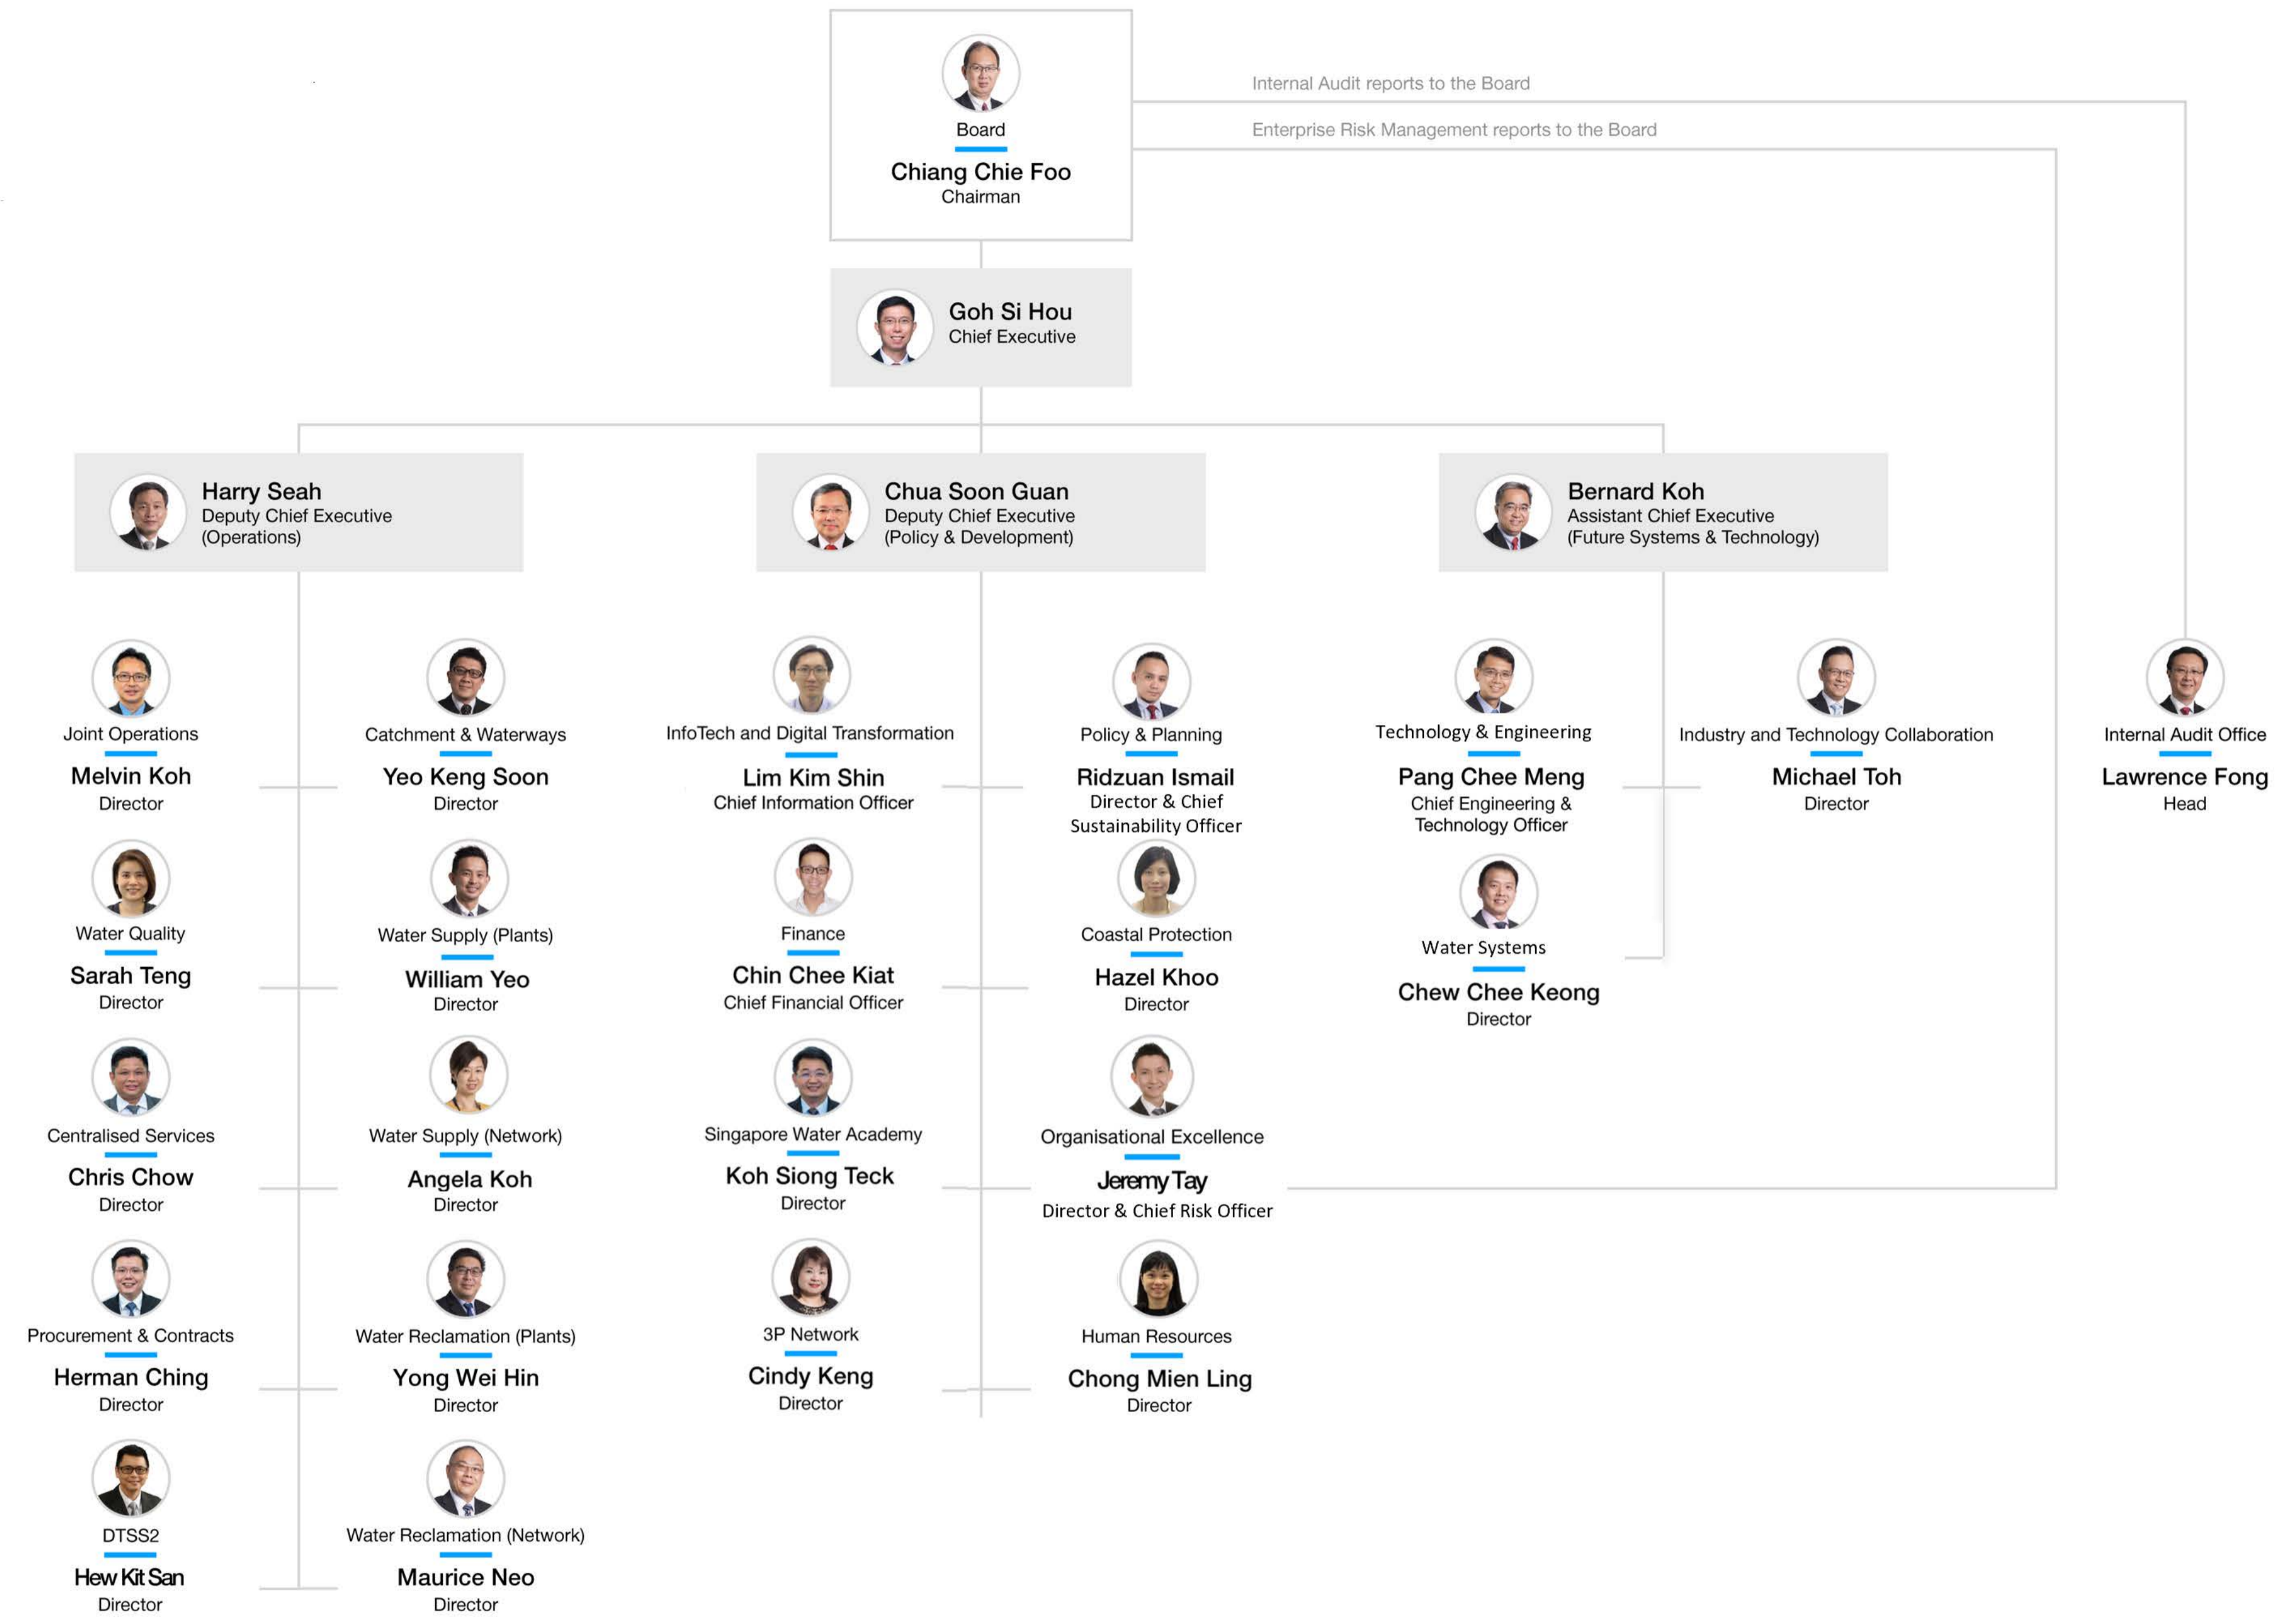 Board
Chiang Chie Foo
Chairman
Internal Audit reports to the Board
Enterprise Risk Management reports to the Board
Goh Si Hou
Chief Executive
Harry Seah
Deputy Chief Executive
(Operations)
Chua Soon Guan
Deputy Chief Executive
(Policy & Development)
Bernard Koh
Assistant Chief Executive
(Future Systems & Technology)
Joint Operations
Melvin Koh
Director
Catchment & Waterways
Yeo Keng Soon
Director
InfoTech and Digital Transformation
Lim Kim Shin
Chief Information Officer
Policy & Planning
Ridzuan Ismail
Director & Chief
Sustainability Officer
Technology & Engineering
Pang Chee Meng
Chief Engineering &
Technology Officer
Industry and Technology Collaboration
Michael Toh
Director
Internal Audit Office
Lawrence Fong
Head
Water Quality
Sarah Teng
Director
Water Supply (Plants)
William Yeo
Director
Finance
Chin Chee Kiat
Chief Financial Officer
Coastal Protection
Hazel Khoo
Director
Water Systems
Chew Chee Keong
Director
Centralised Services
Chris Chow
Director
Water Supply (Network)
Angela Koh
Director
Singapore Water Academy
Koh Siong Teck
Director
Organisational Excellence
Jeremy Tay
Director & Chief Risk Officer
Procurement & Contracts
Herman Ching
Director
Water Reclamation (Plants)
Yong Wei Hin
Director
3P Network
Cindy Keng
Director
Human Resources
Chong Mien Ling
Director
DTSS2
Hew Kit San
Director
Water Reclamation (Network)
Maurice Neo
Director